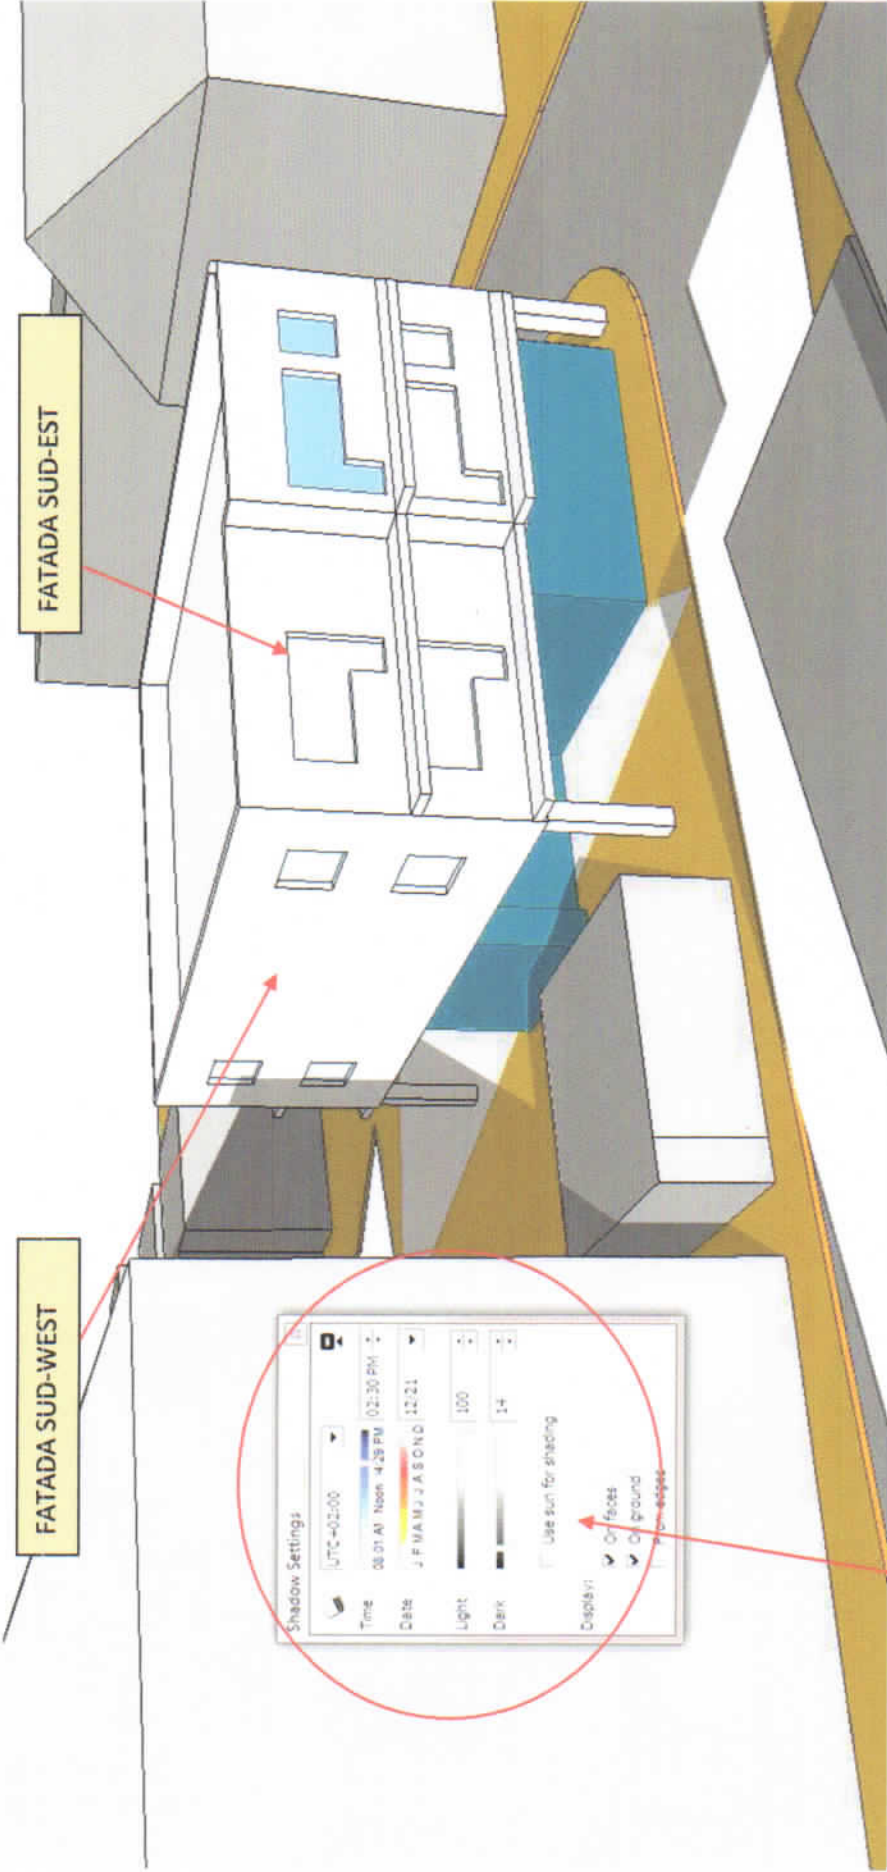 FATADA SUD-WEST
FATADA SUD-EST
Shadow Settings
UTC+02:00
Time
08:01 AM Noon 4:29 PM
02:30 PM
Date
J F M A M J J A S O N D
12/21
Light
100
Dark
14
Use sun for shading
Display:
On faces
On ground
From edges